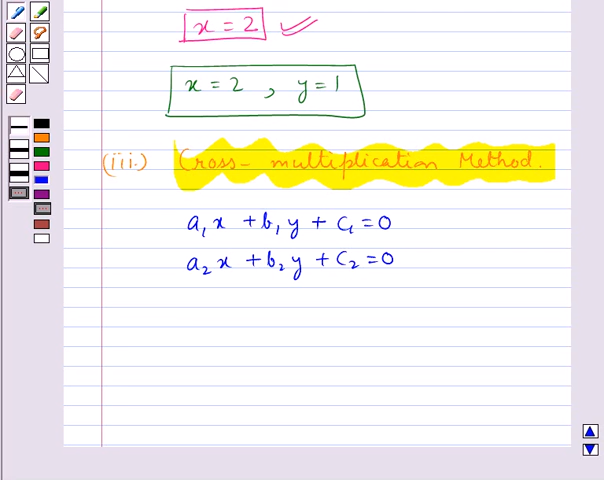 x = 2
x = 2 , y = 1
(iii.) Cross - multiplication Method.
a₁x + b₁y + c₁ = 0
a₂x + b₂y + c₂ = 0